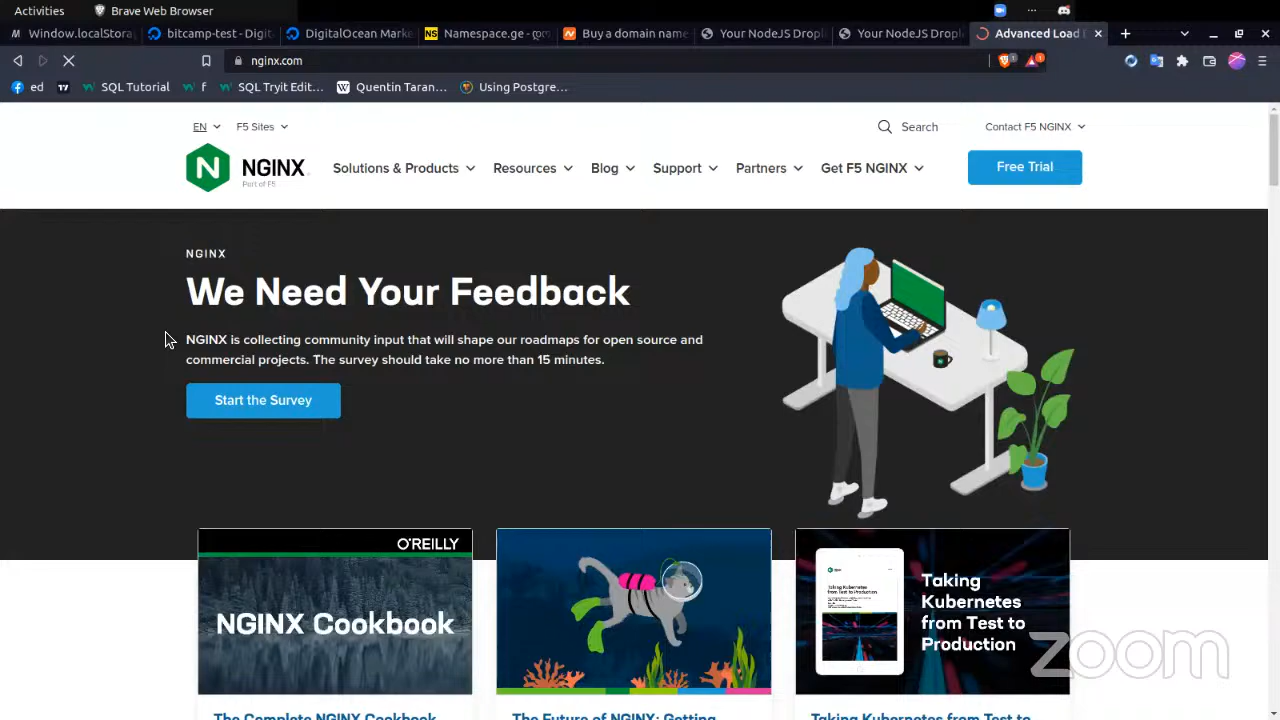 Activities
Brave Web Browser
Window.localStora
bitcamp-test - Digit
DigitalOcean Marke
Namespace.ge -
Buy a domain name
Your NodeJS Dropl
Your NodeJS Dropl
Advanced Load
nginx.com
1
1
ed
SQL Tutorial
f
SQL Tryit Edit...
Quentin Taran...
Using Postgre...
EN
F5 Sites
Search
Contact F5 NGINX
N
NGINX
Part of F5
Solutions & Products
Resources
Blog
Support
Partners
Get F5 NGINX
Free Trial
NGINX
We Need Your Feedback
NGINX is collecting community input that will shape our roadmaps for open source and
commercial projects. The survey should take no more than 15 minutes.
Start the Survey
O'REILLY
NGINX Cookbook
Taking Kubernetes
from Test to Production
Taking
Kubernetes
from Test to
Production
zoom
The Complete NGINX Cookbook
The Future of NGINX: Getting
Taking Kubernetes from Test to